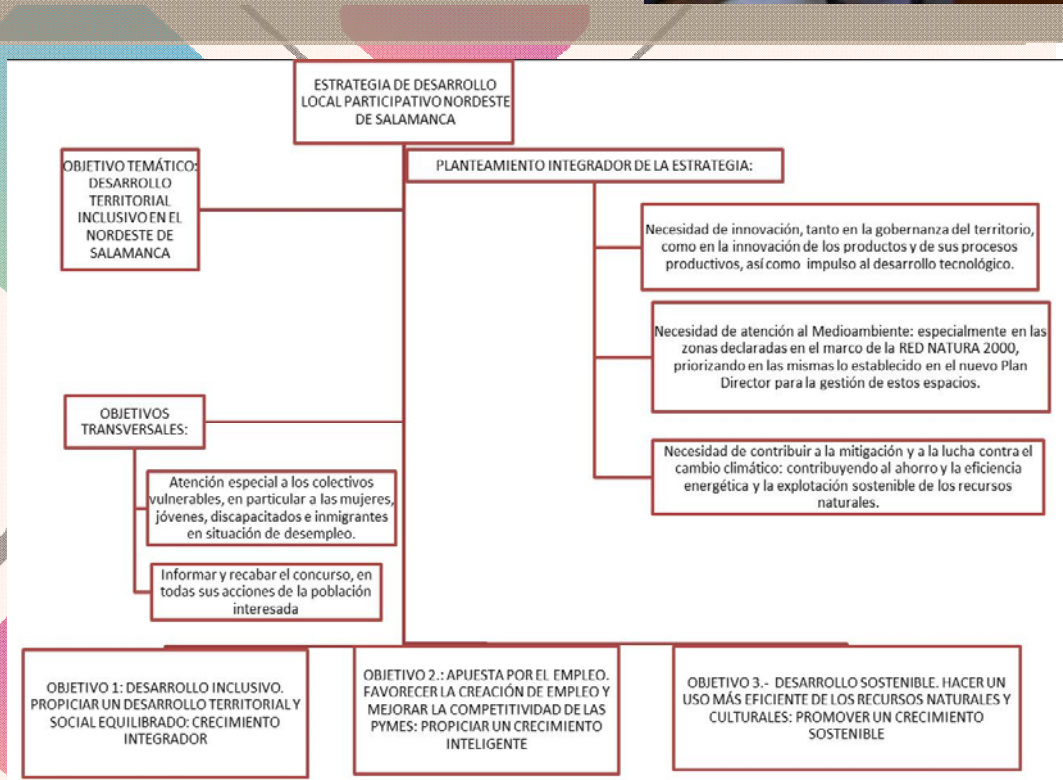 ESTRATEGIA DE DESARROLLO
LOCAL PARTICIPATIVO NORDESTE
DE SALAMANCA
OBJETIVO TEMÁTICO:
DESARROLLO
TERRITORIAL
INCLUSIVO EN EL
NORDESTE DE
SALAMANCA
PLANTEAMIENTO INTEGRADOR DE LA ESTRATEGIA:
Necesidad de innovación, tanto en la gobernanza del territorio,
como en la innovación de los productos y de sus procesos
productivos, así como impulso al desarrollo tecnológico.
Necesidad de atención al Medioambiente: especialmente en las
zonas declaradas en el marco de la RED NATURA 2000,
priorizando en las mismas lo establecido en el nuevo Plan
Director para la gestión de estos espacios.
Necesidad de contribuir a la mitigación y a la lucha contra el
cambio climático: contribuyendo al ahorro y la eficiencia
energética y la explotación sostenible de los recursos
naturales.
OBJETIVOS
TRANSVERSALES:
Atención especial a los colectivos
vulnerables, en particular a las mujeres,
jóvenes, discapacitados e inmigrantes
en situación de desempleo.
Informar y recabar el concurso, en
todas sus acciones de la población
interesada
OBJETIVO 1: DESARROLLO INCLUSIVO.
PROPICIAR UN DESARROLLO TERRITORIAL Y
SOCIAL EQUILIBRADO: CRECIMIENTO
INTEGRADOR
OBJETIVO 2.: APUESTA POR EL EMPLEO.
FAVORECER LA CREACIÓN DE EMPLEO Y
MEJORAR LA COMPETITIVIDAD DE LAS
PYMES: PROPICIAR UN CRECIMIENTO
INTELIGENTE
OBJETIVO 3.- DESARROLLO SOSTENIBLE. HACER UN
USO MÁS EFICIENTE DE LOS RECURSOS NATURALES Y
CULTURALES: PROMOVER UN CRECIMIENTO
SOSTENIBLE